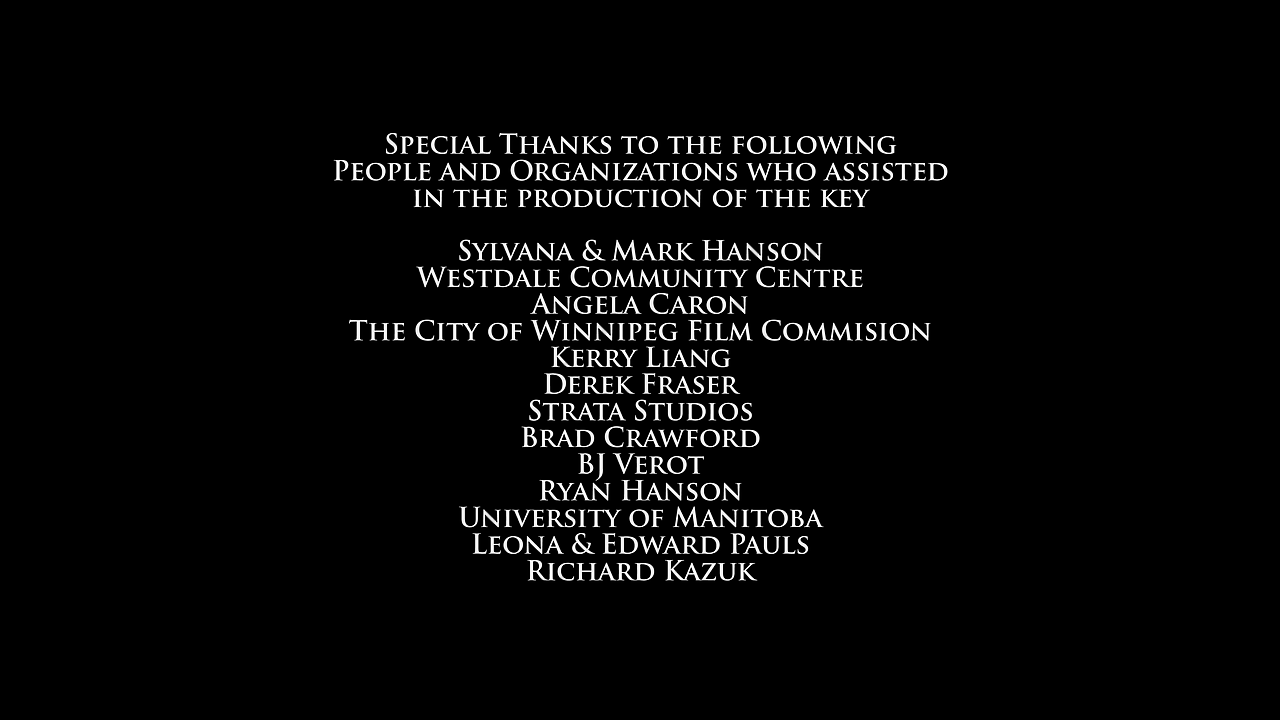 Special Thanks to the following
People and Organizations who assisted
in the production of the key
Sylvana & Mark Hanson
Westdale Community Centre
Angela Caron
The City of Winnipeg Film Commision
Kerry Liang
Derek Fraser
Strata Studios
Brad Crawford
BJ Verot
Ryan Hanson
University of Manitoba
Leona & Edward Pauls
Richard Kazuk